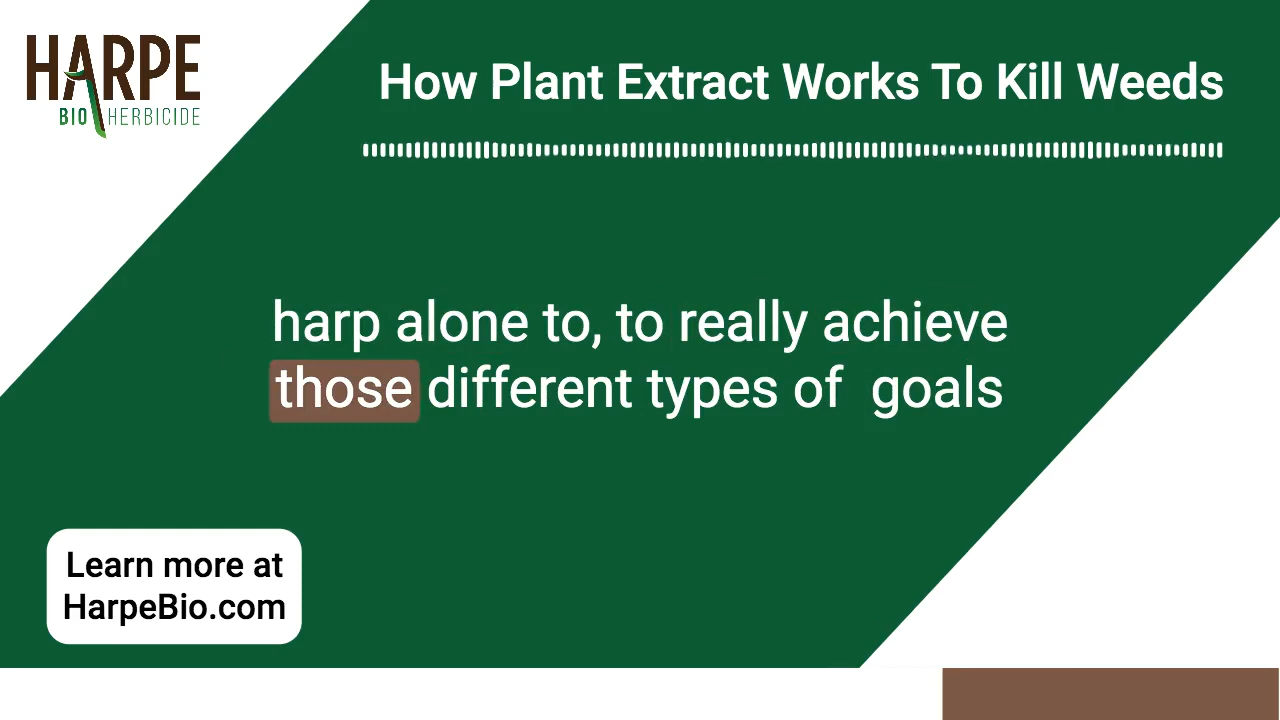 HARPE
BIO HERBICIDE
How Plant Extract Works To Kill Weeds
harp alone to, to really achieve
those different types of  goals
Learn more at
HarpeBio.com